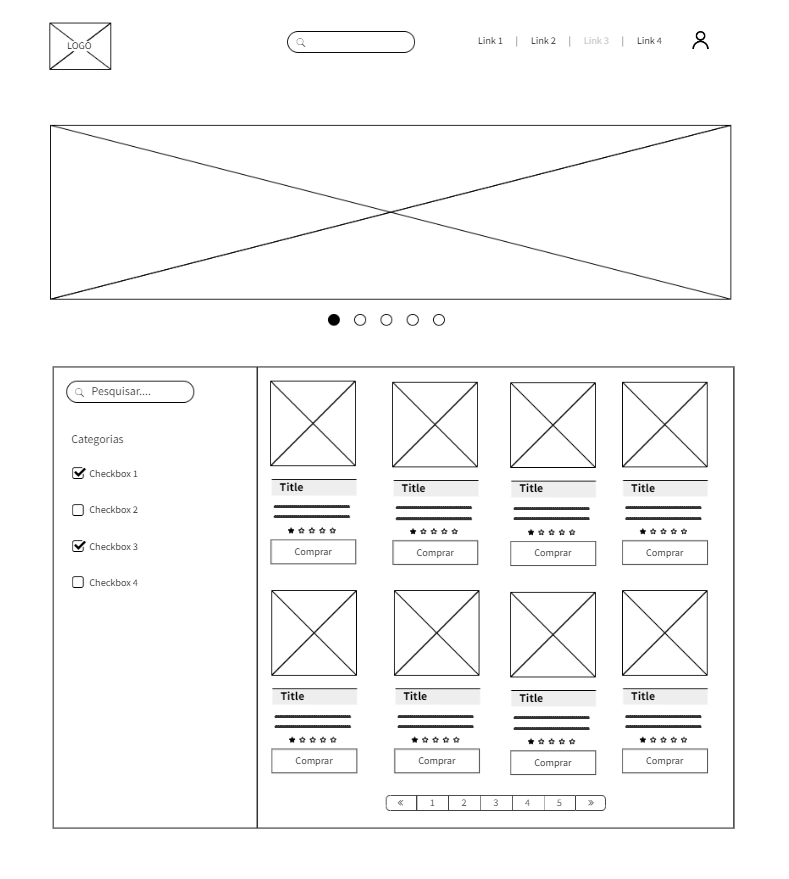 LOGO
Link 1 | Link 2 | Link 3 | Link 4
Pesquisar....
Categorias
Checkbox 1
Checkbox 2
Checkbox 3
Checkbox 4
Title Title Title Title
Comprar Comprar Comprar Comprar
Title Title Title Title
Comprar Comprar Comprar Comprar
« 1 2 3 4 5 »